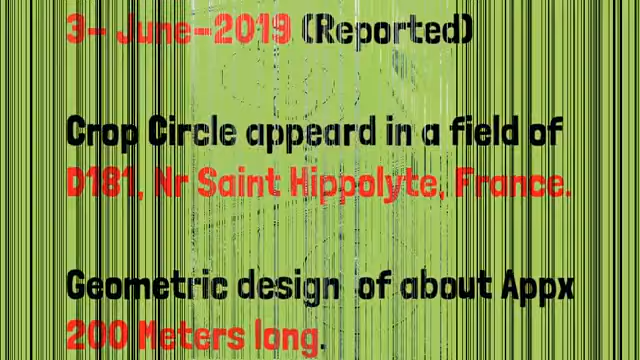 3- June-2019 (Reported)
Crop Circle appeard in a field of
D181, Nr Saint Hippolyte, France.
Geometric design of about Appx
200 Meters long.